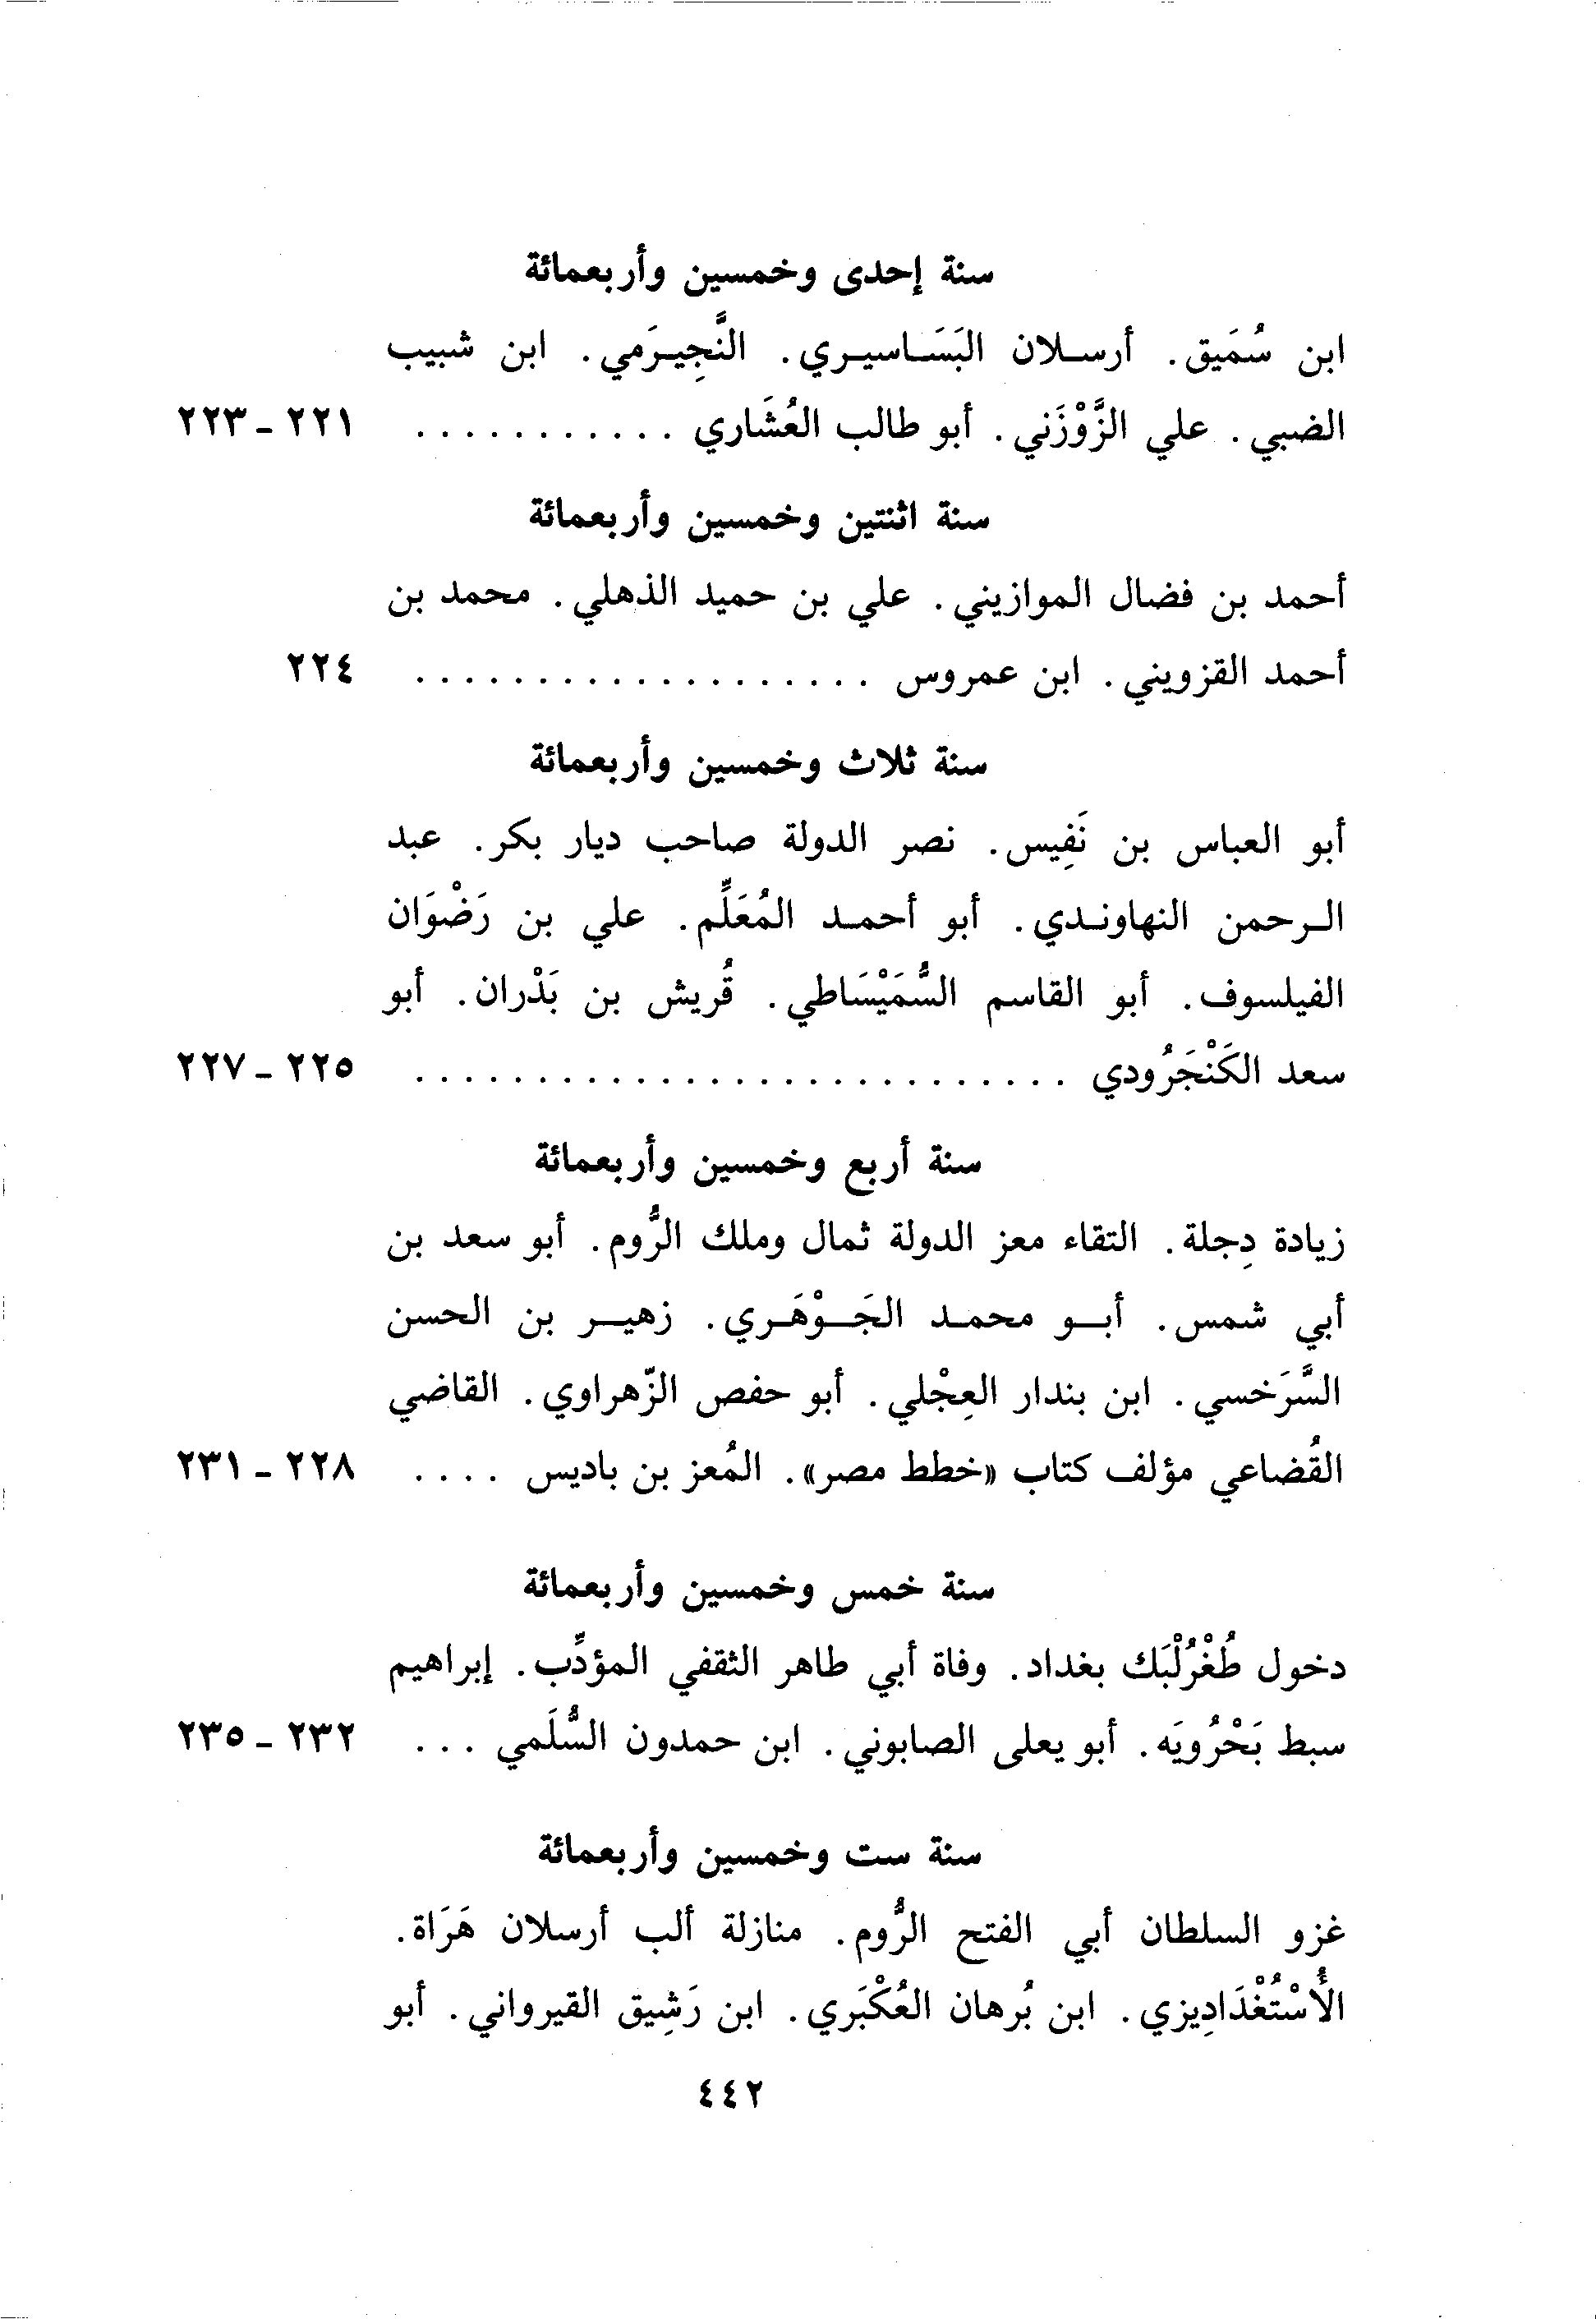 سنة إحدى وخمسين وأربعمائة
ابن سُمَيق. أرسلان البَسَاسيري. النَّجِيرَمي. ابن شبيب
الضبي. علي الزَّوْزَني. أبو طالب العُشَاري ........... ٢٢١ - ٢٢٣
سنة اثنتين وخمسين وأربعمائة
أحمد بن فضال الموازيني. علي بن حميد الذهلي. محمد بن
أحمد القزويني. ابن عمروس ................... ٢٢٤
سنة ثلاث وخمسين وأربعمائة
أبو العباس بن نَفِيس. نصر الدولة صاحب ديار بكر. عبد
الرحمن النهاوندي. أبو أحمد المُعَلِّم. علي بن رَضْوَان
الفيلسوف. أبو القاسم السُّمَيْسَاطي. قُريش بن بَدْران. أبو
سعد الكَنْجَرُودي ........................... ٢٢٥ - ٢٢٧
سنة أربع وخمسين وأربعمائة
زيادة دِجلة. التقاء معز الدولة ثمال وملك الرُّوم. أبو سعد بن
أبي شمس. أبو محمد الجَوْهَري. زهير بن الحسن
السَّرَخسي. ابن بندار العِجْلي. أبو حفص الزّهراوي. القاضي
القُضاعي مؤلف كتاب «خطط مصر». المُعز بن باديس .... ٢٢٨ - ٢٣١
سنة خمس وخمسين وأربعمائة
دخول طُغْرُلْبَك بغداد. وفاة أبي طاهر الثقفي المؤدِّب. إبراهيم
سبط بَحْرُويَه. أبو يعلى الصابوني. ابن حمدون السُّلَمي ... ٢٣٢ - ٢٣٥
سنة ست وخمسين وأربعمائة
غزو السلطان أبي الفتح الرُّوم. منازلة ألب أرسلان هَرَاة.
الأُسْتُغْدَادِيزي. ابن بُرهان العُكْبَري. ابن رَشِيق القيرواني. أبو
٤٤٢